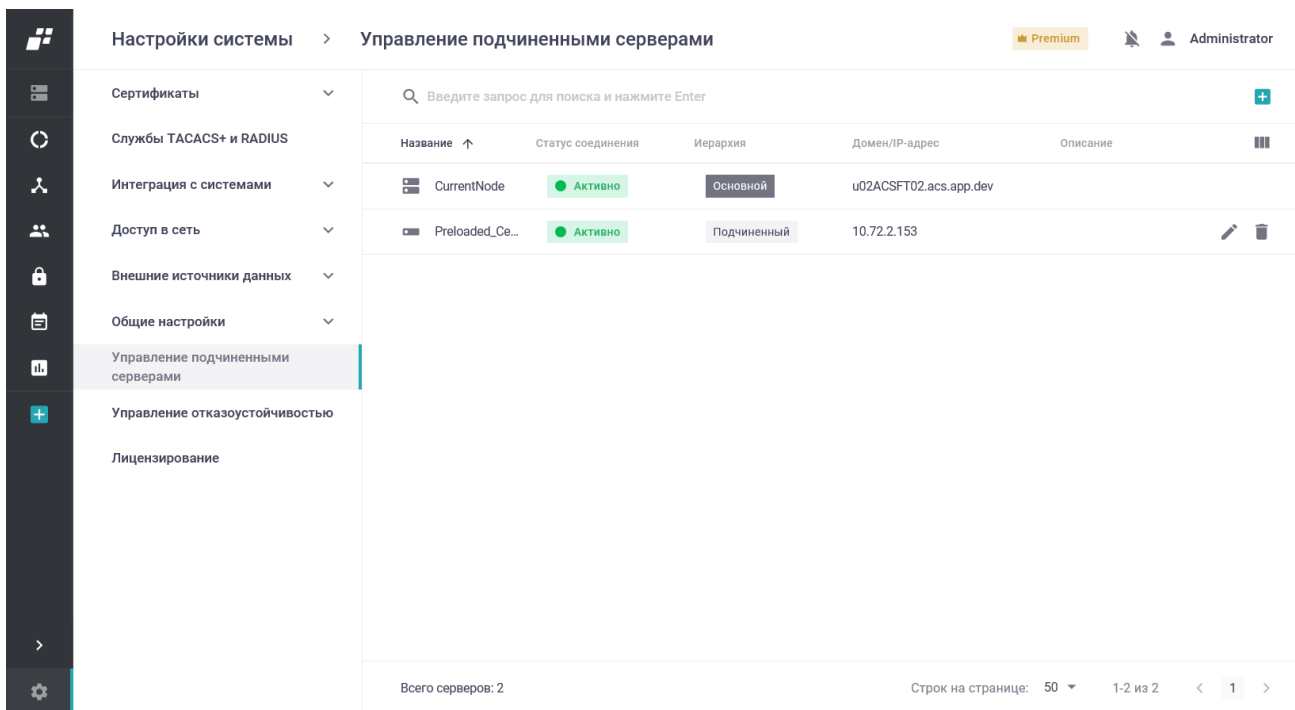 Настройки системы > Управление подчиненными серверами
Premium
Administrator
Сертификаты
Службы TACACS+ и RADIUS
Интеграция с системами
Доступ в сеть
Внешние источники данных
Общие настройки
Управление подчиненными
серверами
Управление отказоустойчивостью
Лицензирование
Введите запрос для поиска и нажмите Enter
Название Статус соединения Иерархия Домен/IP-адрес Описание
CurrentNode Активно Основной u02ACSFT02.acs.app.dev
Preloaded_Ce... Активно Подчиненный 10.72.2.153
Всего серверов: 2 Строк на странице: 50 1-2 из 2 < 1 >